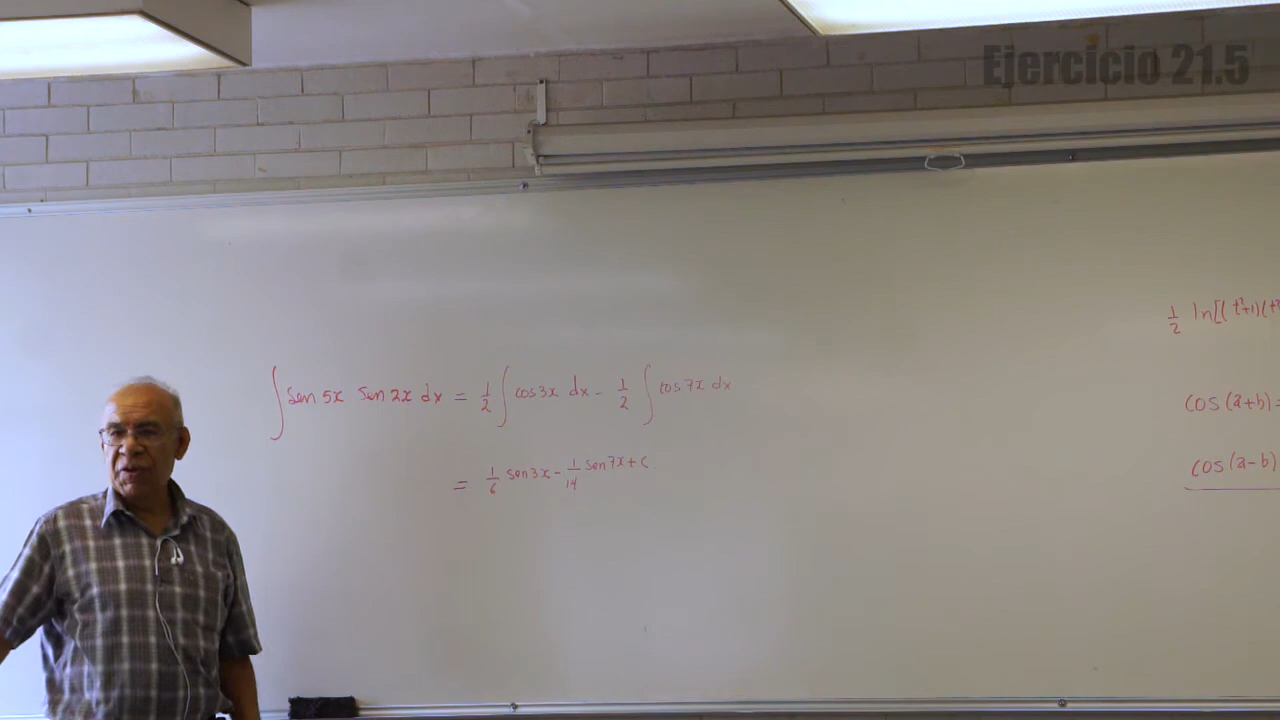 Ejercicio 21.5
∫ Sen 5x Sen 2x dx = 1/2 ∫ cos 3x dx - 1/2 ∫ cos 7x dx
= 1/6 sen 3x - 1/14 sen 7x + c
1/2 ln[(t²+1)(t²
cos (a+b) =
cos (a-b)